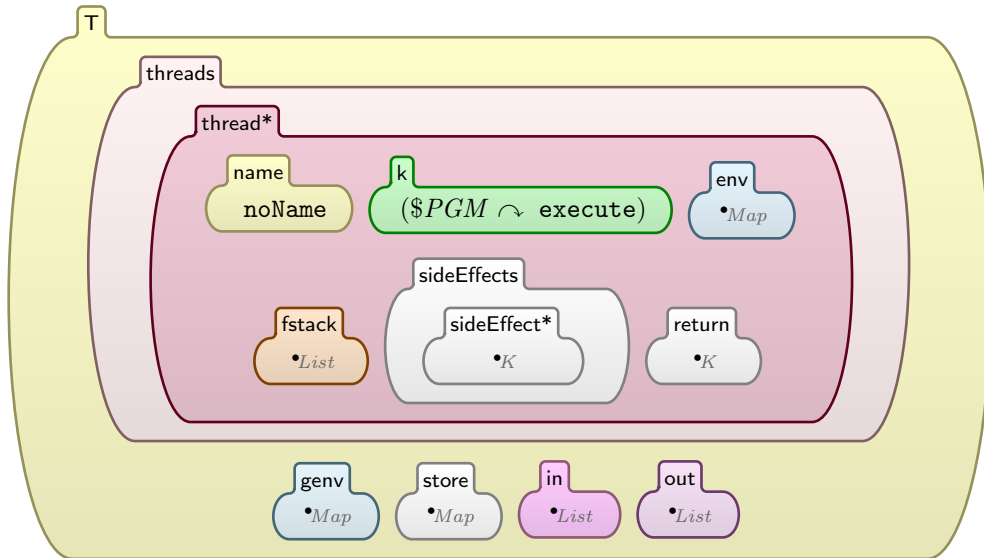 T
threads
thread*
name k env
noName ($PGM ↷ execute) •Map
sideEffects
fstack sideEffect* return
•List •K •K
genv store in out
•Map •Map •List •List